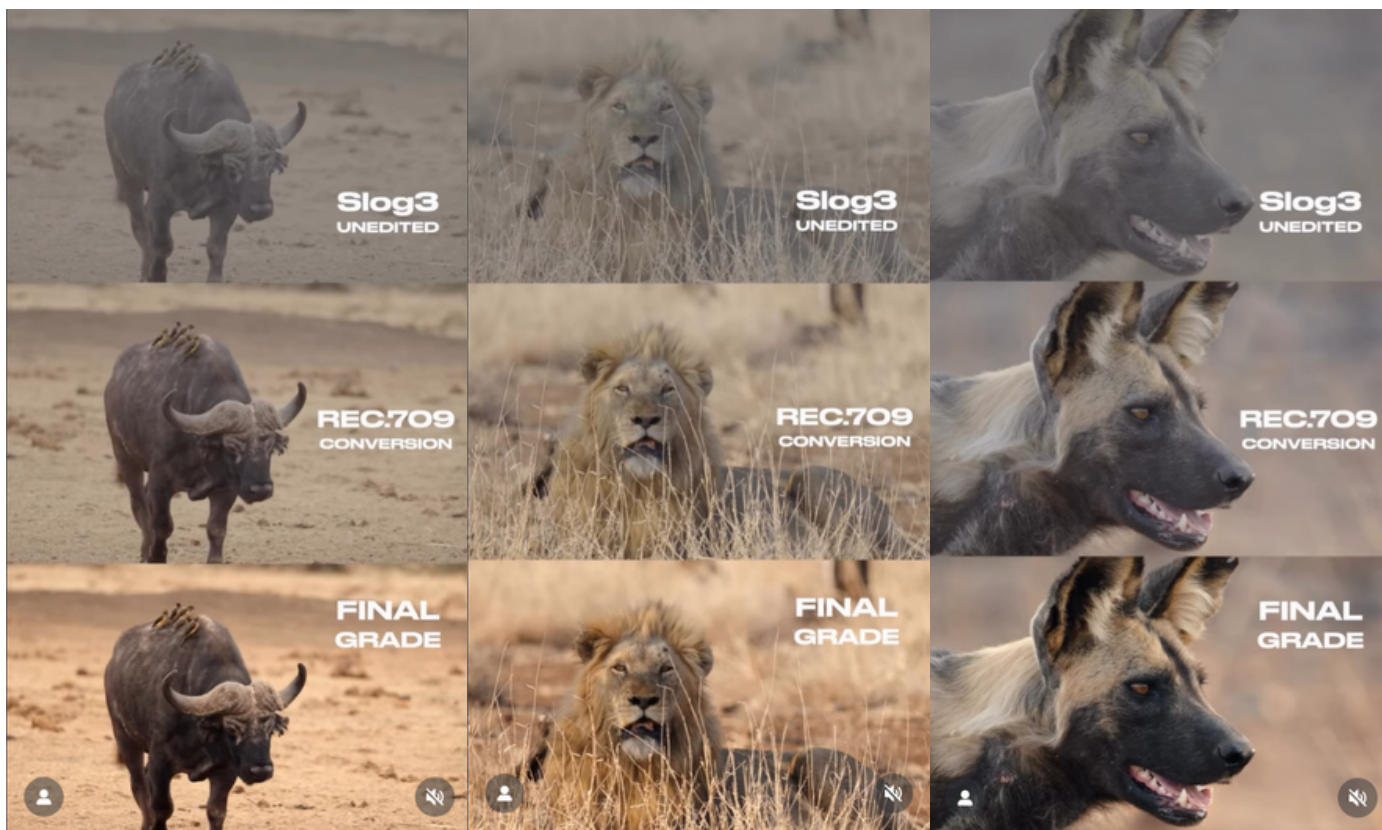 Slog3
UNEDITED
Slog3
UNEDITED
Slog3
UNEDITED
REC.709
CONVERSION
REC.709
CONVERSION
REC.709
CONVERSION
FINAL
GRADE
FINAL
GRADE
FINAL
GRADE